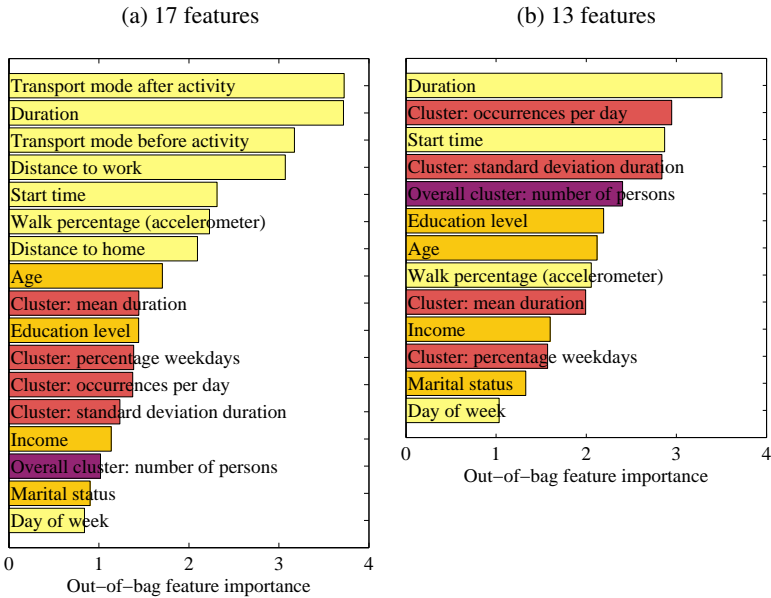 (a) 17 features
Transport mode after activity
Duration
Transport mode before activity
Distance to work
Start time
Walk percentage (accelerometer)
Distance to home
Age
Cluster: mean duration
Education level
Cluster: percentage weekdays
Cluster: occurrences per day
Cluster: standard deviation duration
Income
Overall cluster: number of persons
Marital status
Day of week
0 1 2 3 4
Out−of−bag feature importance
(b) 13 features
Duration
Cluster: occurrences per day
Start time
Cluster: standard deviation duration
Overall cluster: number of persons
Education level
Age
Walk percentage (accelerometer)
Cluster: mean duration
Income
Cluster: percentage weekdays
Marital status
Day of week
0 1 2 3 4
Out−of−bag feature importance